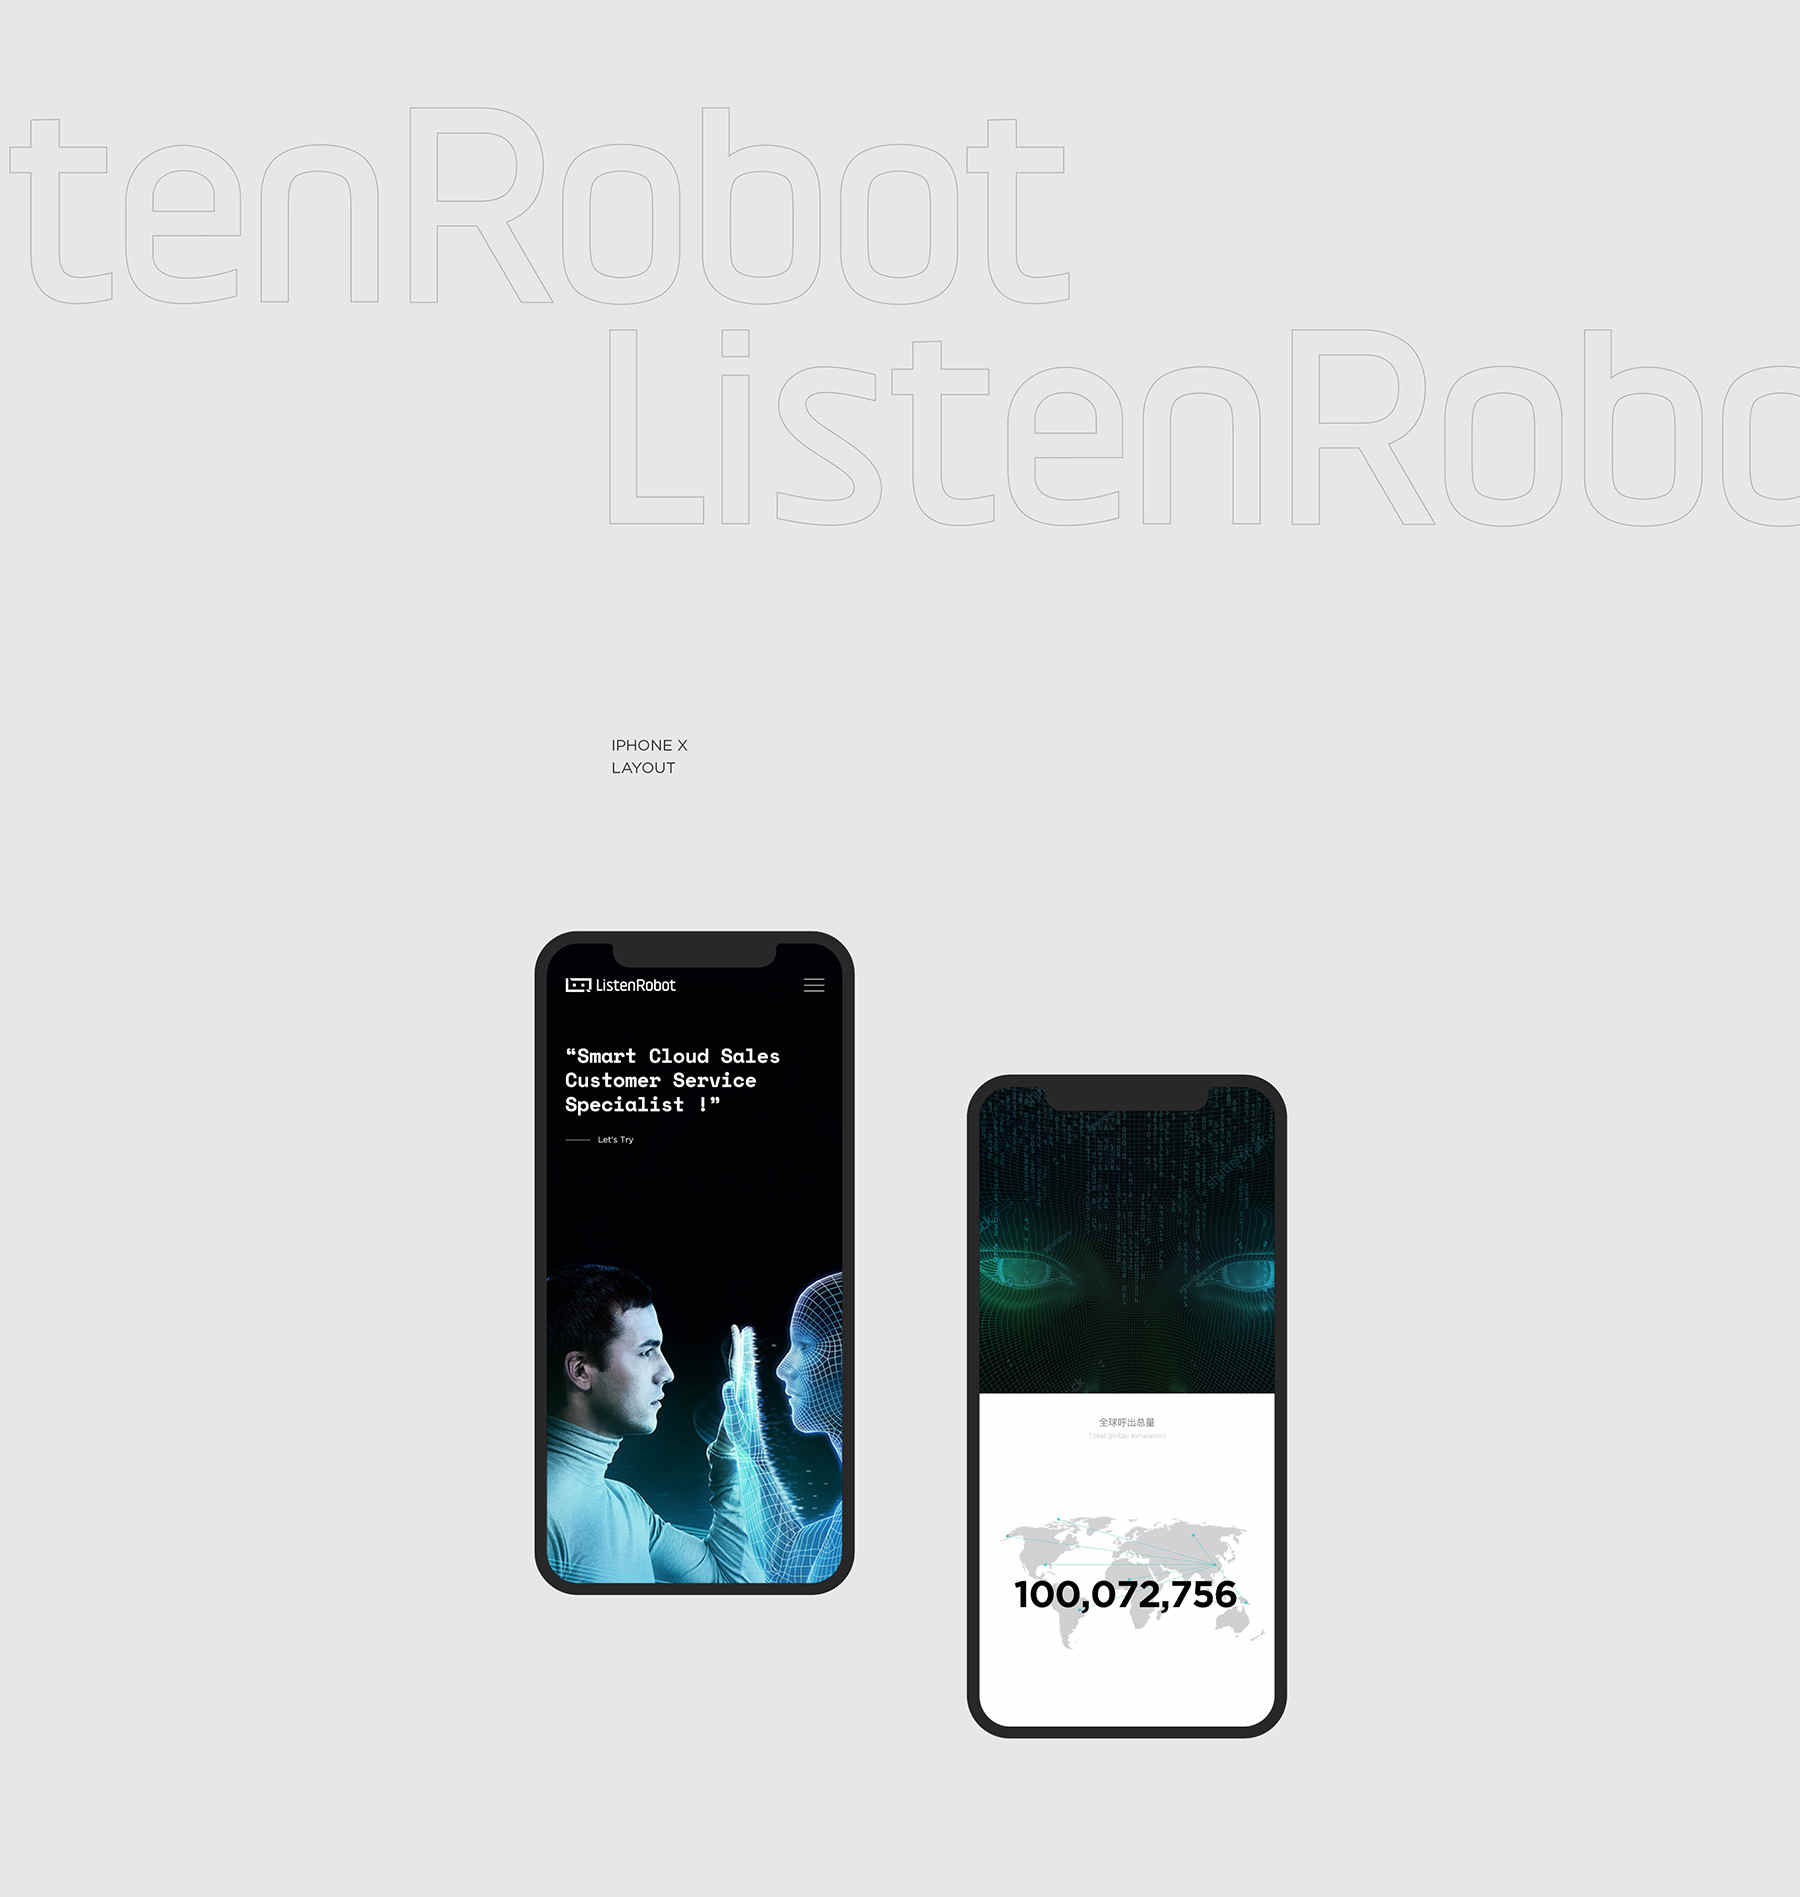 tenRobot
ListenRobo
IPHONE X
LAYOUT
ListenRobot
“Smart Cloud Sales
Customer Service
Specialist !”
Let's Try
shutterstock
全球呼出总量
100,072,756